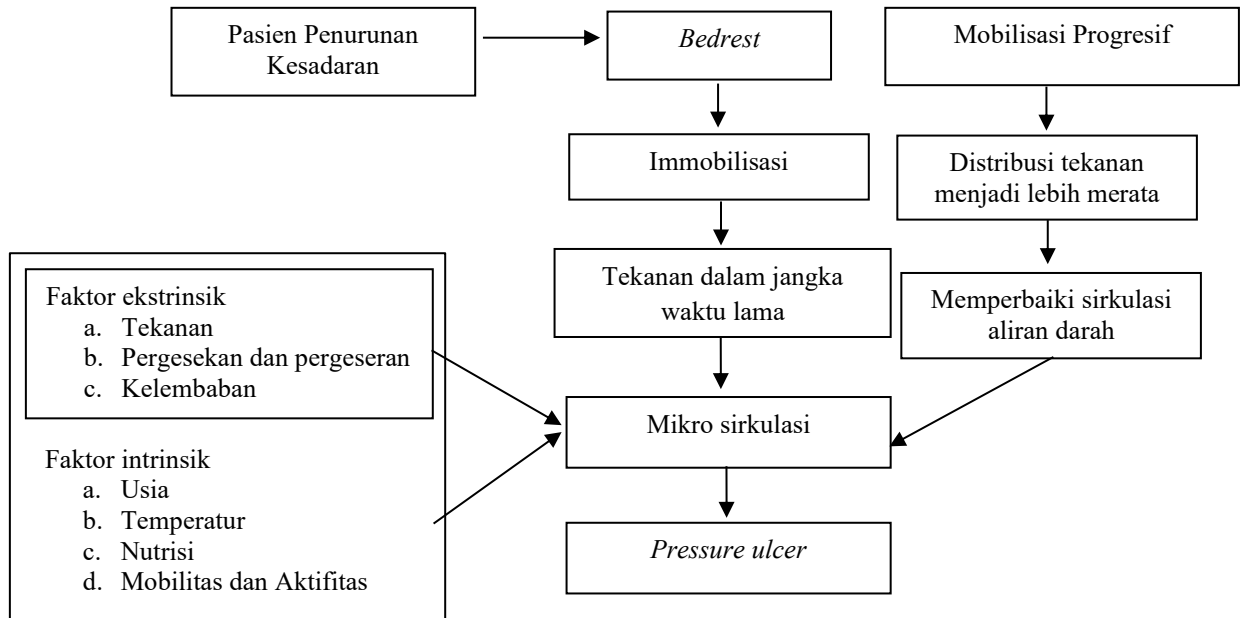 Pasien Penurunan
Kesadaran
Bedrest
Mobilisasi Progresif
Immobilisasi
Distribusi tekanan
menjadi lebih merata
Tekanan dalam jangka
waktu lama
Memperbaiki sirkulasi
aliran darah
Faktor ekstrinsik
a. Tekanan
b. Pergesekan dan pergeseran
c. Kelembaban
Mikro sirkulasi
Faktor intrinsik
a. Usia
b. Temperatur
c. Nutrisi
d. Mobilitas dan Aktifitas
Pressure ulcer